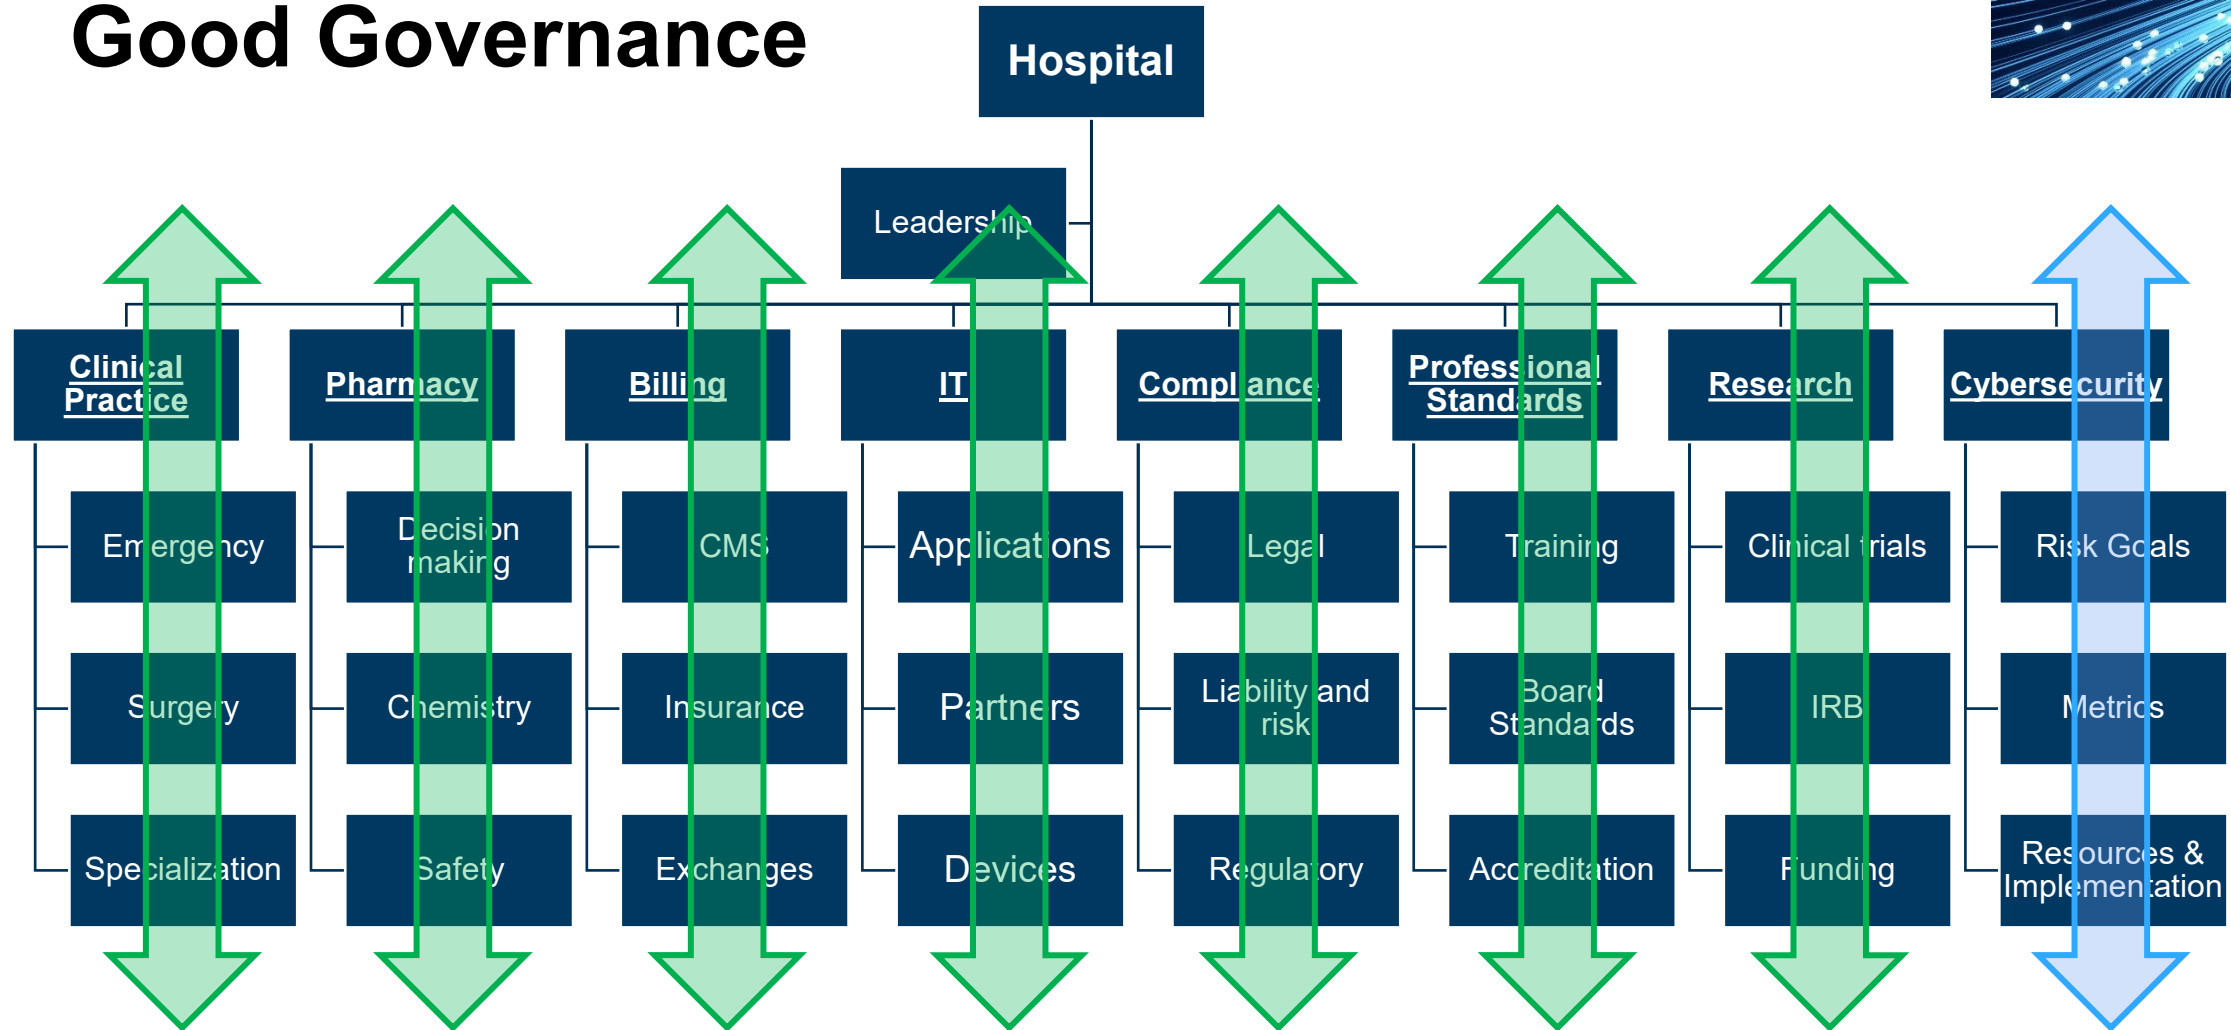 Good Governance
Hospital
Leadership
Clinical
Practice
Pharmacy
Billing
IT
Compliance
Professional
Standards
Research
Cybersecurity
Emergency
Decision
making
CMS
Applications
Legal
Training
Clinical trials
Risk Goals
Surgery
Chemistry
Insurance
Partners
Liability and
risk
Board
Standards
IRB
Metrics
Specialization
Safety
Exchanges
Devices
Regulatory
Accreditation
Funding
Resources &
Implementation